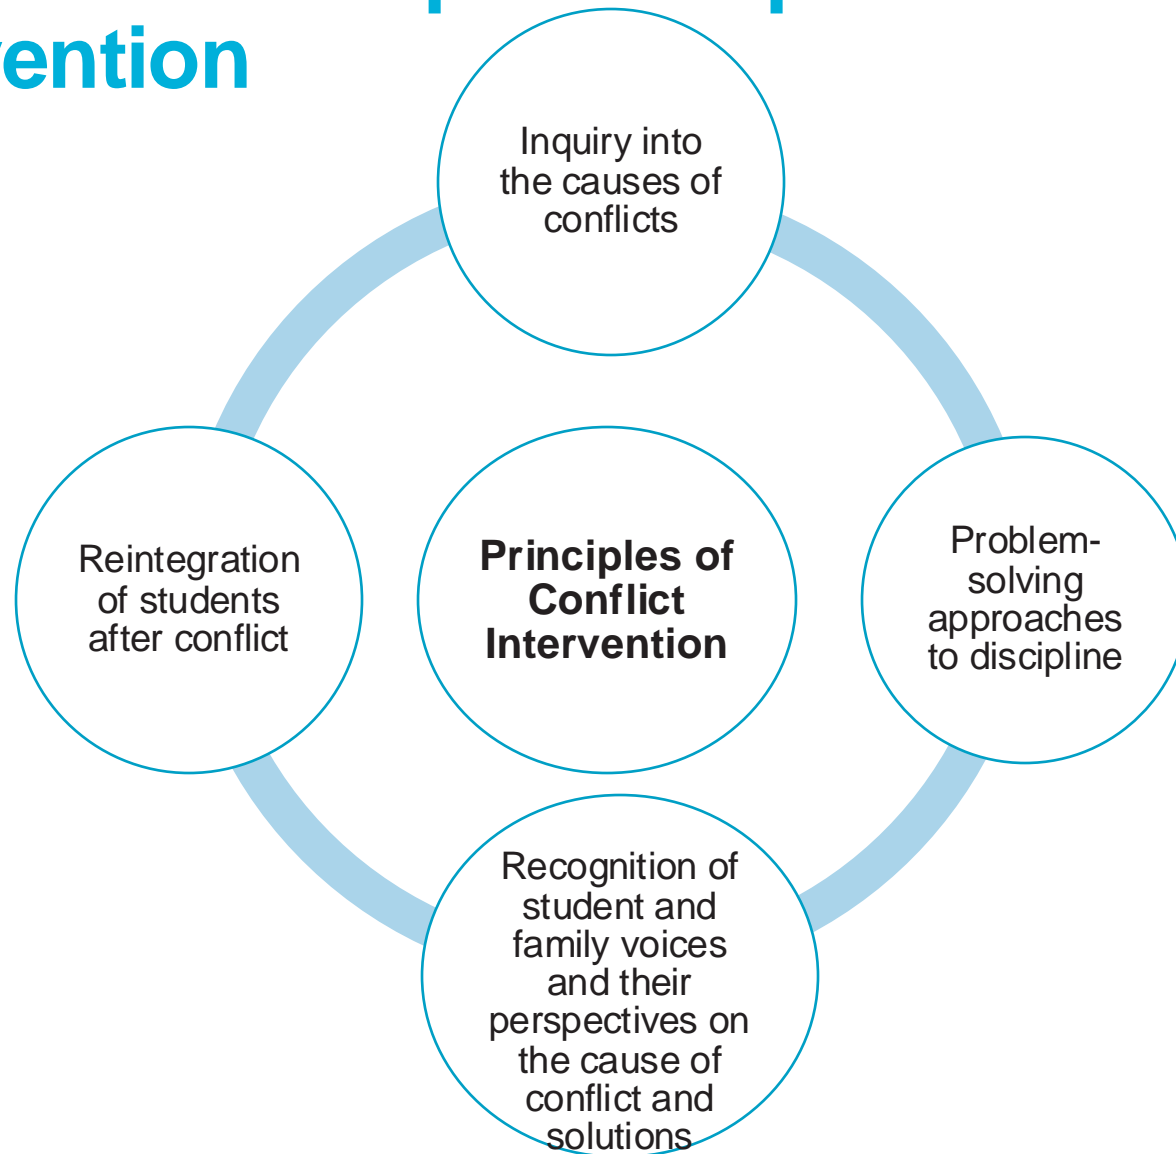 Inquiry into
the causes of
conflicts
Problem-
solving
approaches
to discipline
Recognition of
student and
family voices
and their
perspectives on
the cause of
conflict and
solutions
Reintegration
of students
after conflict
Principles of
Conflict
Intervention